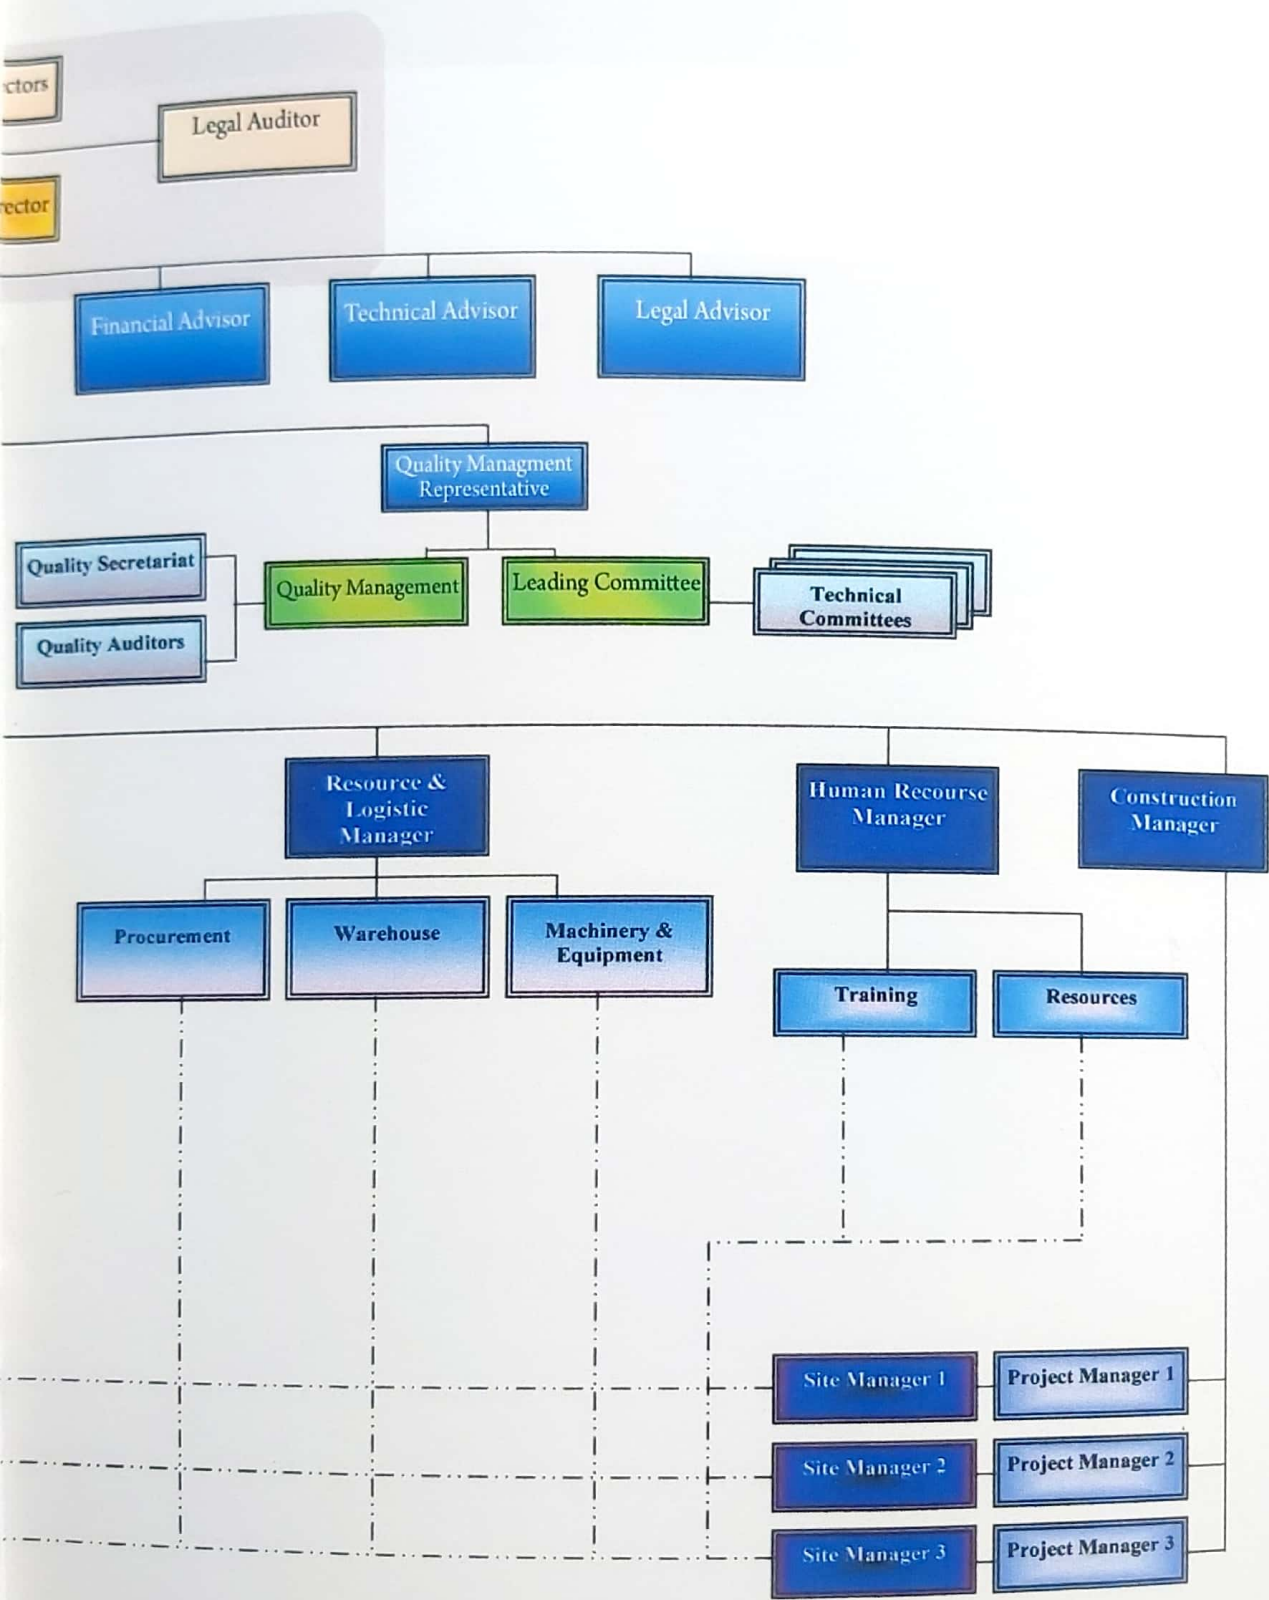 ctors
Legal Auditor
rector
Financial Advisor
Technical Advisor
Legal Advisor
Quality Managment
Representative
Quality Secretariat
Quality Management
Leading Committee
Technical
Committees
Quality Auditors
Resource &
Logistic
Manager
Human Recourse
Manager
Construction
Manager
Procurement
Warehouse
Machinery &
Equipment
Training
Resources
Site Manager 1
Project Manager 1
Site Manager 2
Project Manager 2
Site Manager 3
Project Manager 3